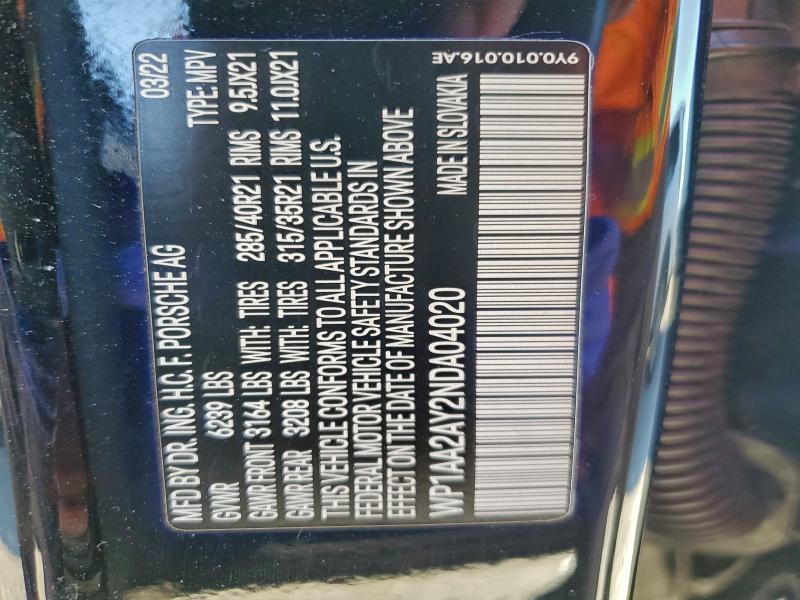 MFD BY DR. ING. H.C. F. PORSCHE AG 03/22
GVWR 6239 LBS TYPE: MPV
GAWR FRONT 3164 LBS WITH: TIRES 285/40R21 RIMS 9.5JX21
GAWR REAR 3208 LBS WITH: TIRES 315/35R21 RIMS 11.0JX21
THIS VEHICLE CONFORMS TO ALL APPLICABLE U.S.
FEDERAL MOTOR VEHICLE SAFETY STANDARDS IN
EFFECT ON THE DATE OF MANUFACTURE SHOWN ABOVE
WP1AA2AY2NDA04020 MADE IN SLOVAKIA
9Y0.010.016.AE